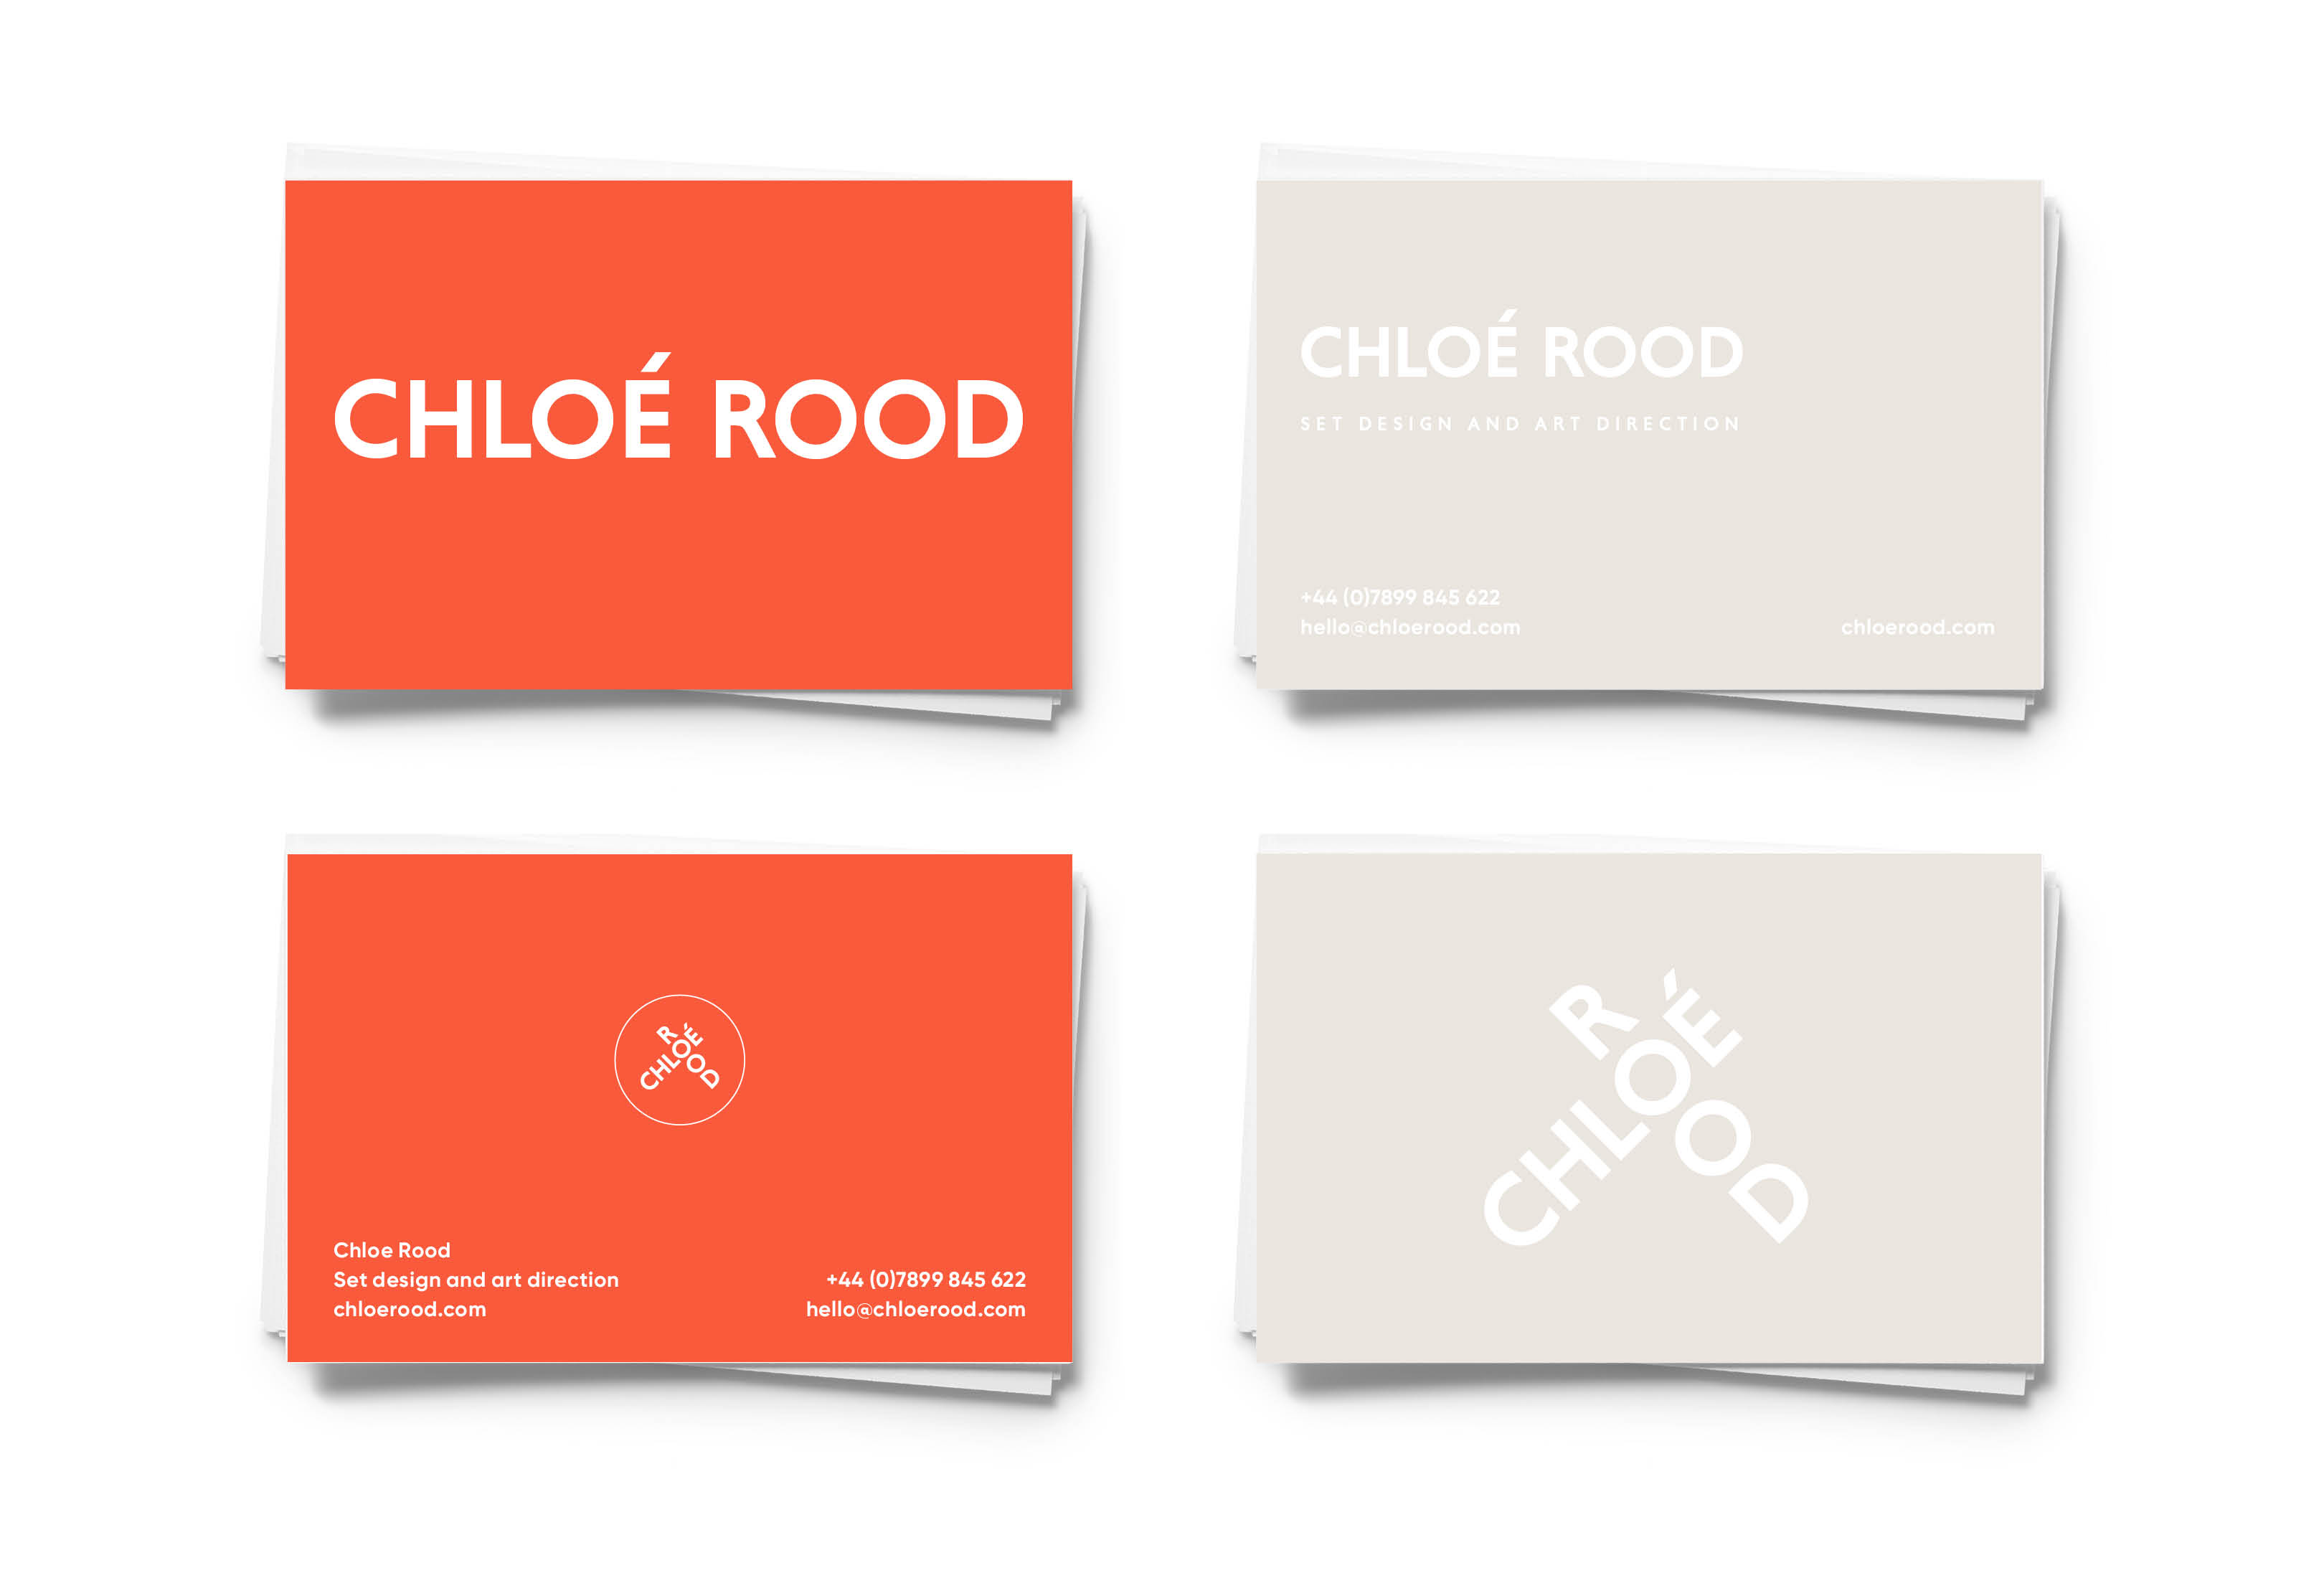 CHLOÉ ROOD
CHLOÉ ROOD
SET DESIGN AND ART DIRECTION
+44 (0)7899 845 622
hello@chloerood.com
chloerood.com
CHLOÉ
ROOD
Chloe Rood
Set design and art direction
chloerood.com
+44 (0)7899 845 622
hello@chloerood.com
CHLOÉ
ROOD